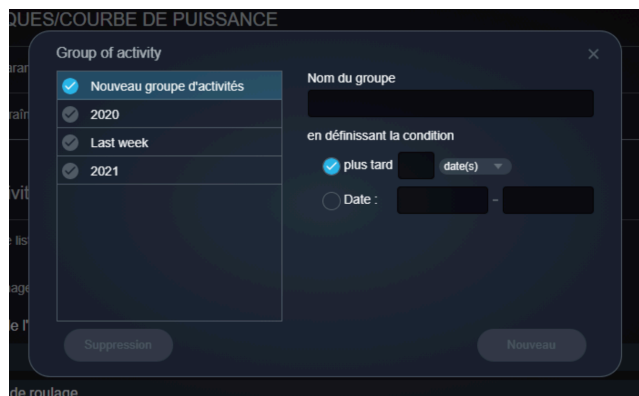 QUES/COURBE DE PUISSANCE
Group of activity
Nouveau groupe d'activités
2020
Last week
2021
Nom du groupe
en définissant la condition
plus tard date(s)
Date : -
Suppression
Nouveau
de roulage